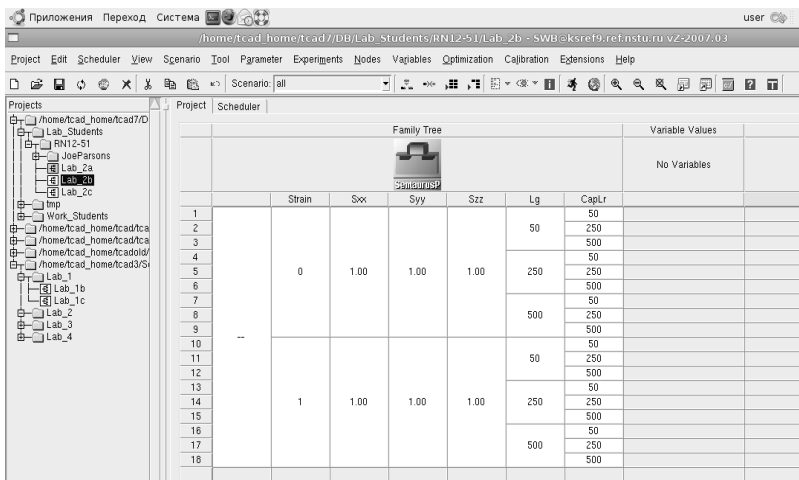 Приложения Переход Система
user
/home/tcad_home/tcad7/DB/Lab_Students/RN12-51/Lab_2b - SWB@ksref9.ref.nstu.ru vZ-2007.03
Project Edit Scheduler View Scenario Tool Parameter Experiments Nodes Variables Optimization Calibration Extensions Help
Scenario: all
Projects
/home/tcad_home/tcad7/D
Lab_Students
RN12-51
JoeParsons
Lab_2a
Lab_2b
Lab_2c
tmp
Work_Students
/home/tcad_home/tcad/tca
/home/tcad_home/tcad/tca
/home/tcad_home/tcadold/
/home/tcad_home/tcad3/S
Lab_1
Lab_1b
Lab_1c
Lab_2
Lab_3
Lab_4
Project Scheduler
Family Tree Variable Values
No Variables
SentaurusP
Strain Sxx Syy Szz Lg CapLr
1 50
2 50 250
3 500
4 50
5 0 1.00 1.00 1.00 250 250
6 500
7 50
8 500 250
9 500
--
10 50
11 50 250
12 500
13 50
14 1 1.00 1.00 1.00 250 250
15 500
16 50
17 500 250
18 500